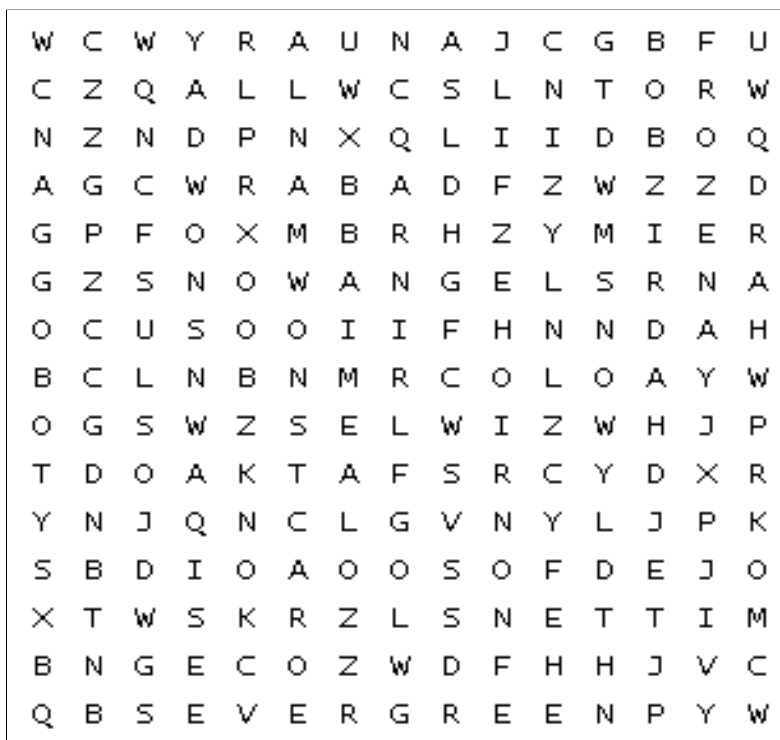 W C W Y R A U N A J C G B F U
C Z Q A L L W C S L N T O R W
N Z N D P N X Q L I I D B O Q
A G C W R A B A D F Z W Z Z D
G P F O X M B R H Z Y M I E R
G Z S N O W A N G E L S R N A
O C U S O O I I F H N N D A H
B C L N B N M R C O L O A Y W
O G S W Z S E L W I Z W H J P
T D O A K T A F S R C Y D X R
Y N J Q N C L G V N Y L J P K
S B D I O A O O S O F D E J O
X T W S K R Z L S N E T T I M
B N G E C O Z W D F H H J V C
Q B S E V E R G R E E N P Y W